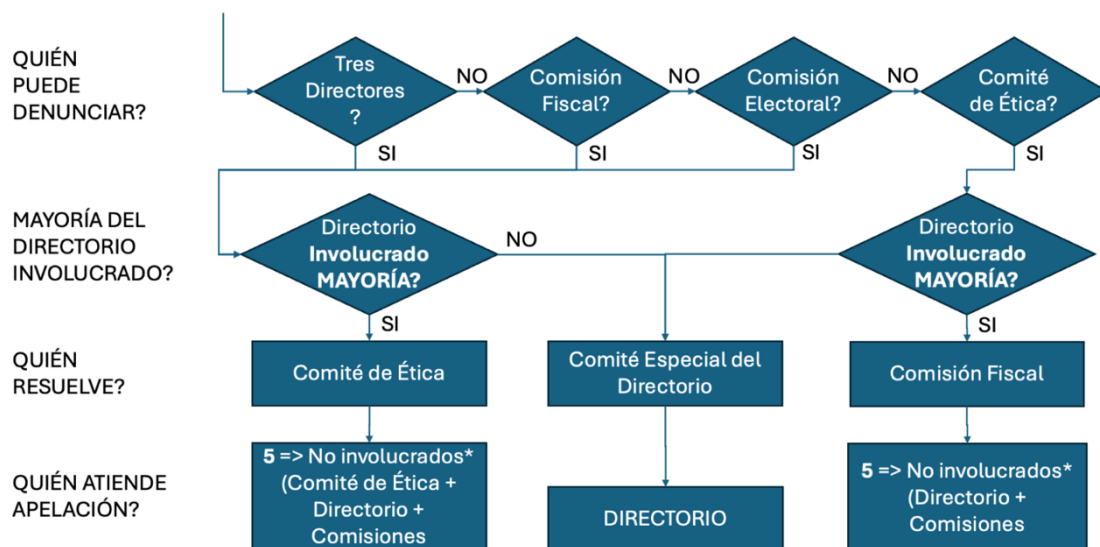 QUIÉN
PUEDE
DENUNCIAR?
Tres
Directores
?
NO
Comisión
Fiscal?
NO
Comisión
Electoral?
NO
Comité
de Ética?
SI
SI
SI
SI
MAYORÍA DEL
DIRECTORIO
INVOLUCRADO?
Directorio
Involucrado
MAYORÍA?
NO
Directorio
Involucrado
MAYORÍA?
SI
SI
QUIÉN
RESUELVE?
Comité de Ética
Comité Especial del
Directorio
Comisión Fiscal
QUIÉN ATIENDE
APELACIÓN?
5 => No involucrados*
(Comité de Ética +
Directorio +
Comisiones
DIRECTORIO
5 => No involucrados*
(Directorio +
Comisiones